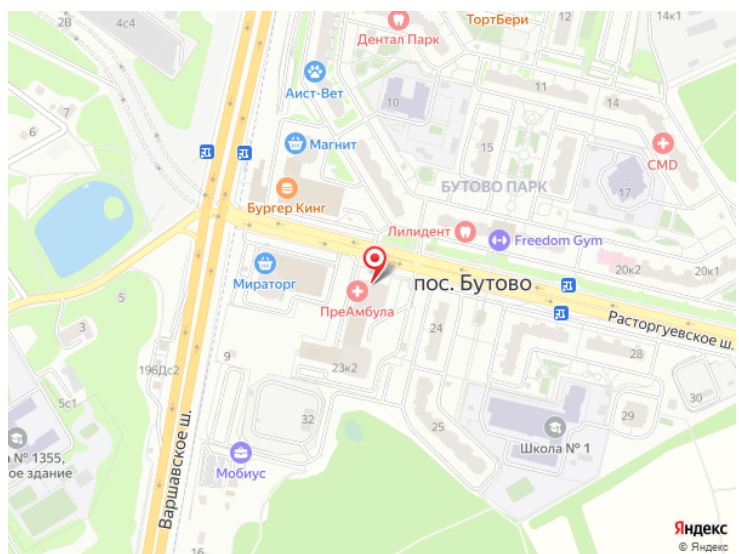 2В
4с4
ТортБери
12
14к1
Дентал Парк
11
Аист-Вет
10
14
7
6
Магнит
15
CMD
БУТОВО ПАРК
17
Бургер Кинг
Лилидент
Freedom Gym
20к2
20к1
Мираторг
пос. Бутово
ПреАмбула
Расторгуевское ш.
3
24
9
28
196Дс2
23к2
5
5с1
32
25
30
29
Школа № 1
а № 1355,
ое здание
Мобиус
Варшавское ш.
16
Яндекс
© Яндекс